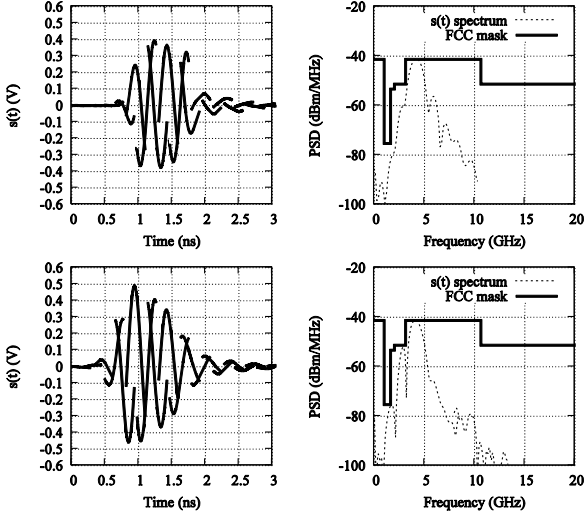 0.6
0.5
0.4
0.3
0.2
0.1
0
-0.1
-0.2
-0.3
-0.4
-0.5
-0.6
s(t) (V)
0 0.5 1 1.5 2 2.5 3
Time (ns)
-20
-40
-60
-80
-100
PSD (dBm/MHz)
s(t) spectrum
FCC mask
0 5 10 15 20
Frequency (GHz)
0.6
0.5
0.4
0.3
0.2
0.1
0
-0.1
-0.2
-0.3
-0.4
-0.5
-0.6
s(t) (V)
0 0.5 1 1.5 2 2.5 3
Time (ns)
-20
-40
-60
-80
-100
PSD (dBm/MHz)
s(t) spectrum
FCC mask
0 5 10 15 20
Frequency (GHz)